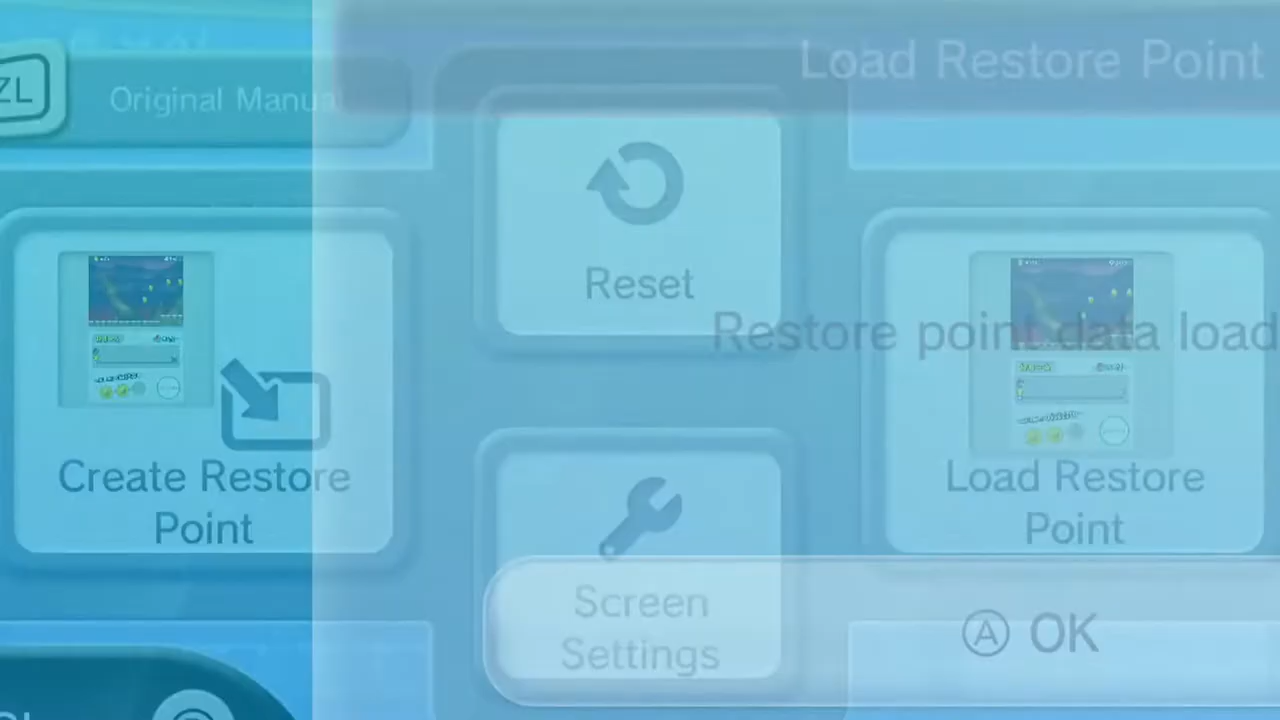 Load Restore Point
ZL
Original Manua
Reset
Restore point data load
Create Restore
Point
Load Restore
Point
Screen
Settings
A OK